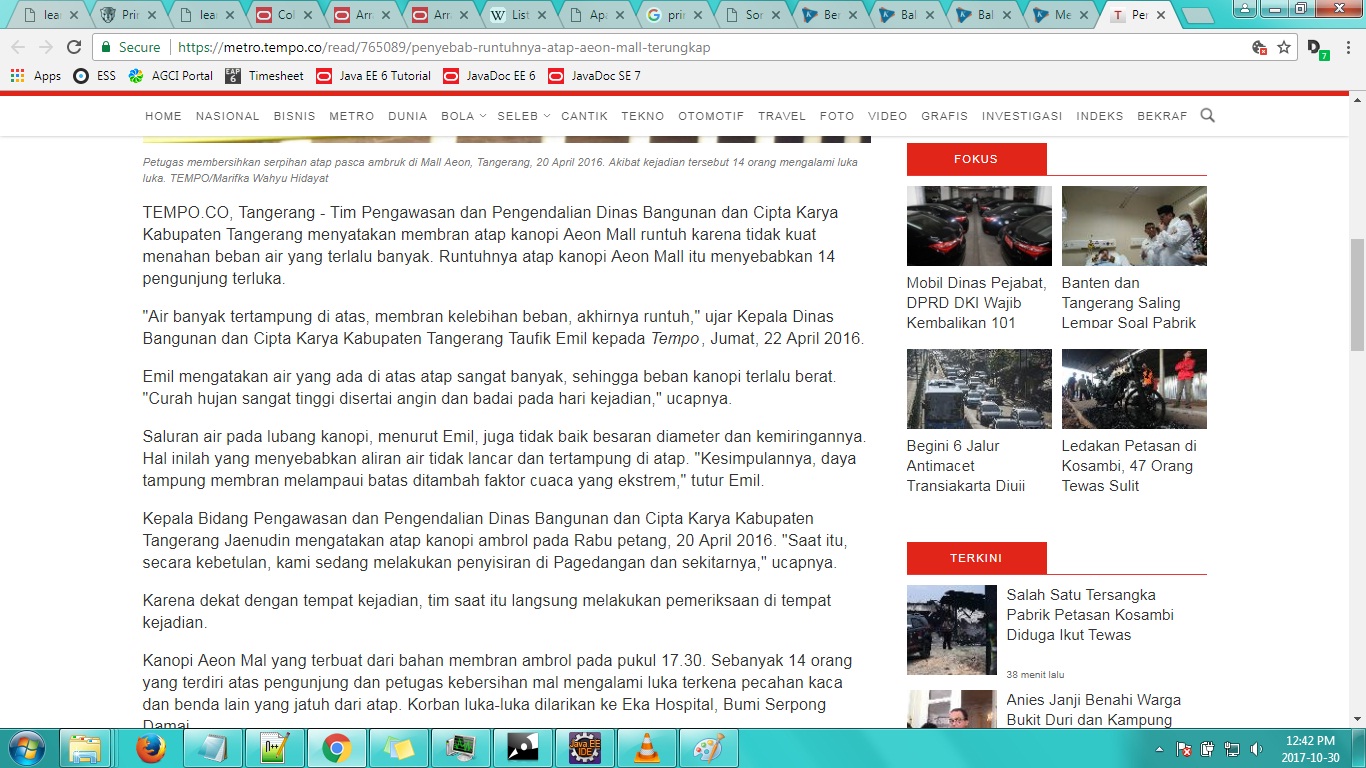 lear
Prin
lear
Col
Arra
Arra
List
Apa
prir
Sor
Ber
Bal
Bal
Me
Per
Secure
https://metro.tempo.co/read/765089/penyebab-runtuhnya-atap-aeon-mall-terungkap
7
Apps ESS AGCI Portal EAP 6 Timesheet Java EE 6 Tutorial JavaDoc EE 6 JavaDoc SE 7
HOME NASIONAL BISNIS METRO DUNIA BOLA SELEB CANTIK TEKNO OTOMOTIF TRAVEL FOTO VIDEO GRAFIS INVESTIGASI INDEKS BEKRAF
Petugas membersihkan serpihan atap pasca ambruk di Mall Aeon, Tangerang, 20 April 2016. Akibat kejadian tersebut 14 orang mengalami luka
luka. TEMPO/Marifka Wahyu Hidayat
TEMPO.CO, Tangerang - Tim Pengawasan dan Pengendalian Dinas Bangunan dan Cipta Karya
Kabupaten Tangerang menyatakan membran atap kanopi Aeon Mall runtuh karena tidak kuat
menahan beban air yang terlalu banyak. Runtuhnya atap kanopi Aeon Mall itu menyebabkan 14
pengunjung terluka.
"Air banyak tertampung di atas, membran kelebihan beban, akhirnya runtuh," ujar Kepala Dinas
Bangunan dan Cipta Karya Kabupaten Tangerang Taufik Emil kepada Tempo, Jumat, 22 April 2016.
Emil mengatakan air yang ada di atas atap sangat banyak, sehingga beban kanopi terlalu berat.
"Curah hujan sangat tinggi disertai angin dan badai pada hari kejadian," ucapnya.
Saluran air pada lubang kanopi, menurut Emil, juga tidak baik besaran diameter dan kemiringannya.
Hal inilah yang menyebabkan aliran air tidak lancar dan tertampung di atap. "Kesimpulannya, daya
tampung membran melampaui batas ditambah faktor cuaca yang ekstrem," tutur Emil.
Kepala Bidang Pengawasan dan Pengendalian Dinas Bangunan dan Cipta Karya Kabupaten
Tangerang Jaenudin mengatakan atap kanopi ambrol pada Rabu petang, 20 April 2016. "Saat itu,
secara kebetulan, kami sedang melakukan penyisiran di Pagedangan dan sekitarnya," ucapnya.
Karena dekat dengan tempat kejadian, tim saat itu langsung melakukan pemeriksaan di tempat
kejadian.
Kanopi Aeon Mal yang terbuat dari bahan membran ambrol pada pukul 17.30. Sebanyak 14 orang
yang terdiri atas pengunjung dan petugas kebersihan mal mengalami luka terkena pecahan kaca
dan benda lain yang jatuh dari atap. Korban luka-luka dilarikan ke Eka Hospital, Bumi Serpong
Damai
FOKUS
Mobil Dinas Pejabat,
DPRD DKI Wajib
Kembalikan 101
Banten dan
Tangerang Saling
Lempar Soal Pabrik
Begini 6 Jalur
Antimacet
Transjakarta Diuji
Ledakan Petasan di
Kosambi, 47 Orang
Tewas Sulit
TERKINI
Salah Satu Tersangka
Pabrik Petasan Kosambi
Diduga Ikut Tewas
38 menit lalu
Anies Janji Benahi Warga
Bukit Duri dan Kampung
Java EE
IDE
12:42 PM
2017-10-30